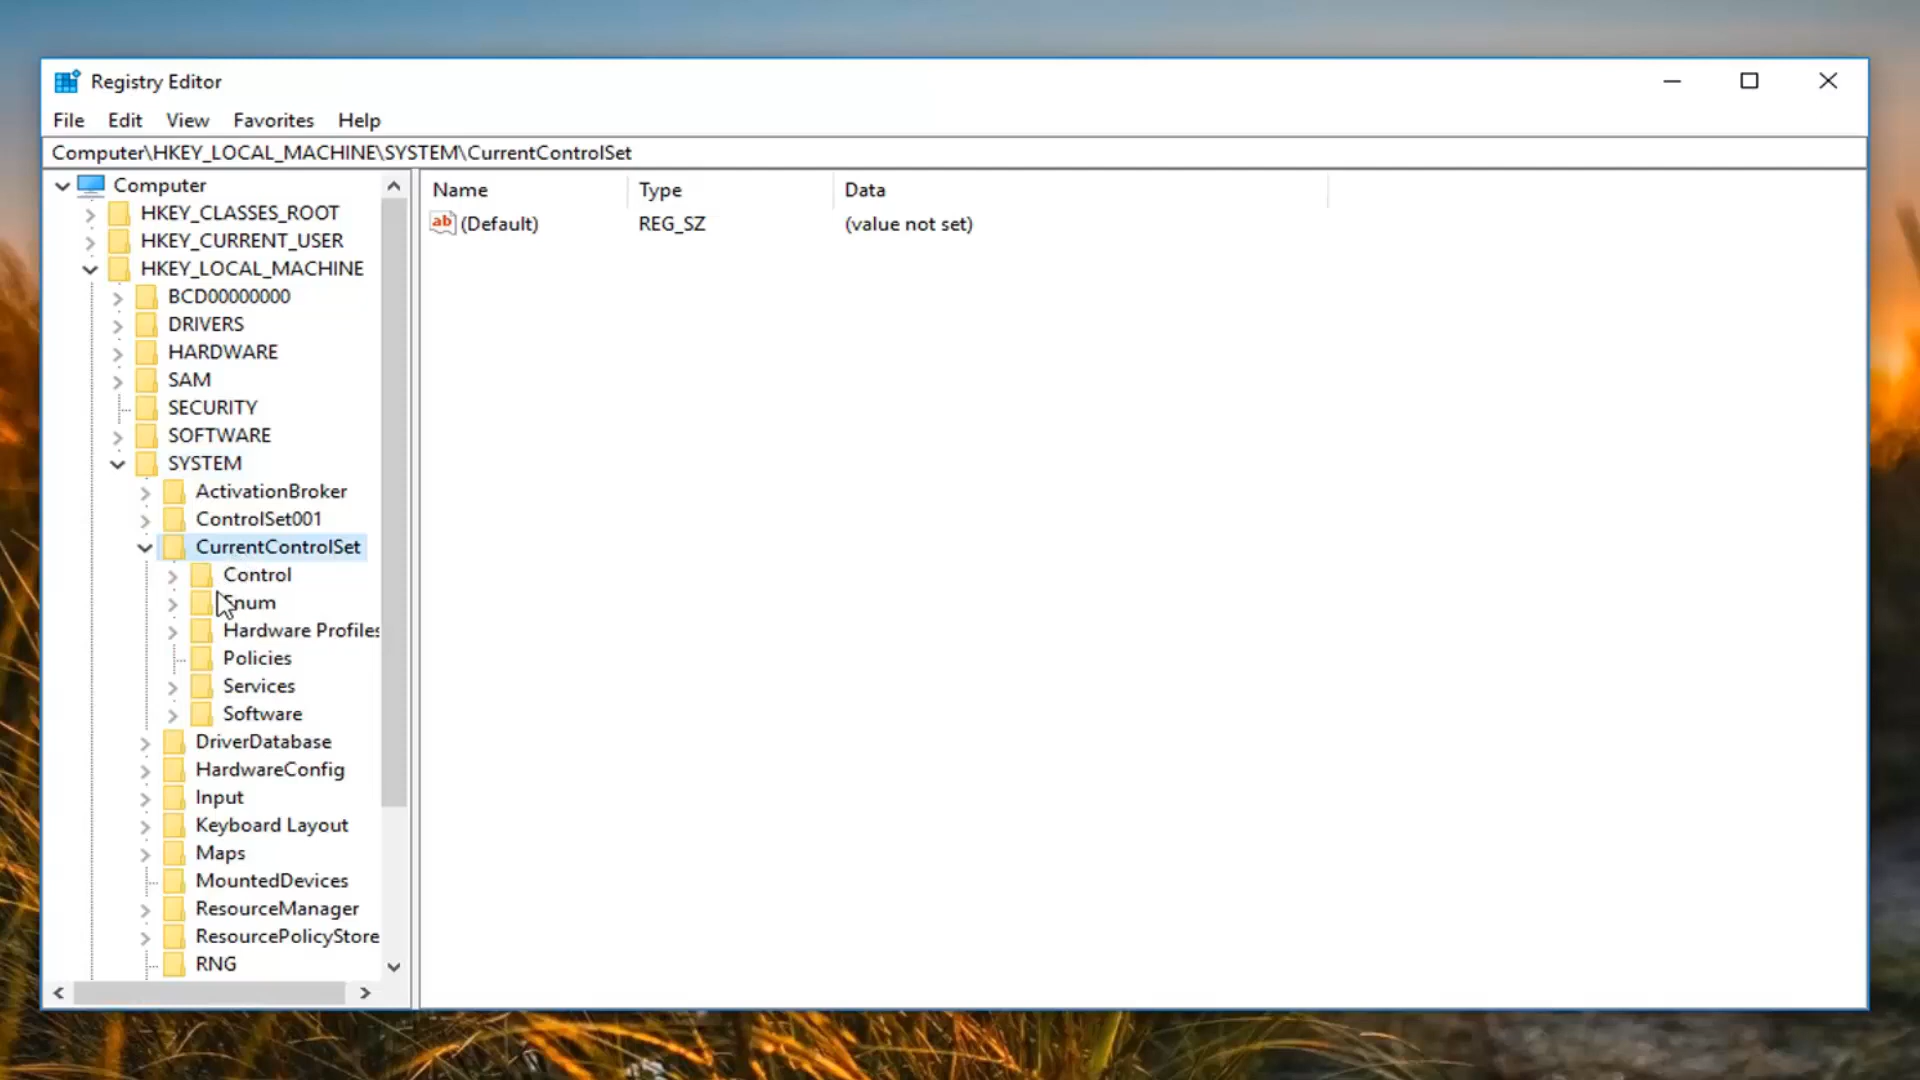 Registry Editor
File Edit View Favorites Help
Computer\HKEY_LOCAL_MACHINE\SYSTEM\CurrentControlSet
Computer
HKEY_CLASSES_ROOT
HKEY_CURRENT_USER
HKEY_LOCAL_MACHINE
BCD00000000
DRIVERS
HARDWARE
SAM
SECURITY
SOFTWARE
SYSTEM
ActivationBroker
ControlSet001
CurrentControlSet
Control
Enum
Hardware Profiles
Policies
Services
Software
DriverDatabase
HardwareConfig
Input
Keyboard Layout
Maps
MountedDevices
ResourceManager
ResourcePolicyStore
RNG
Name Type Data
ab (Default) REG_SZ (value not set)